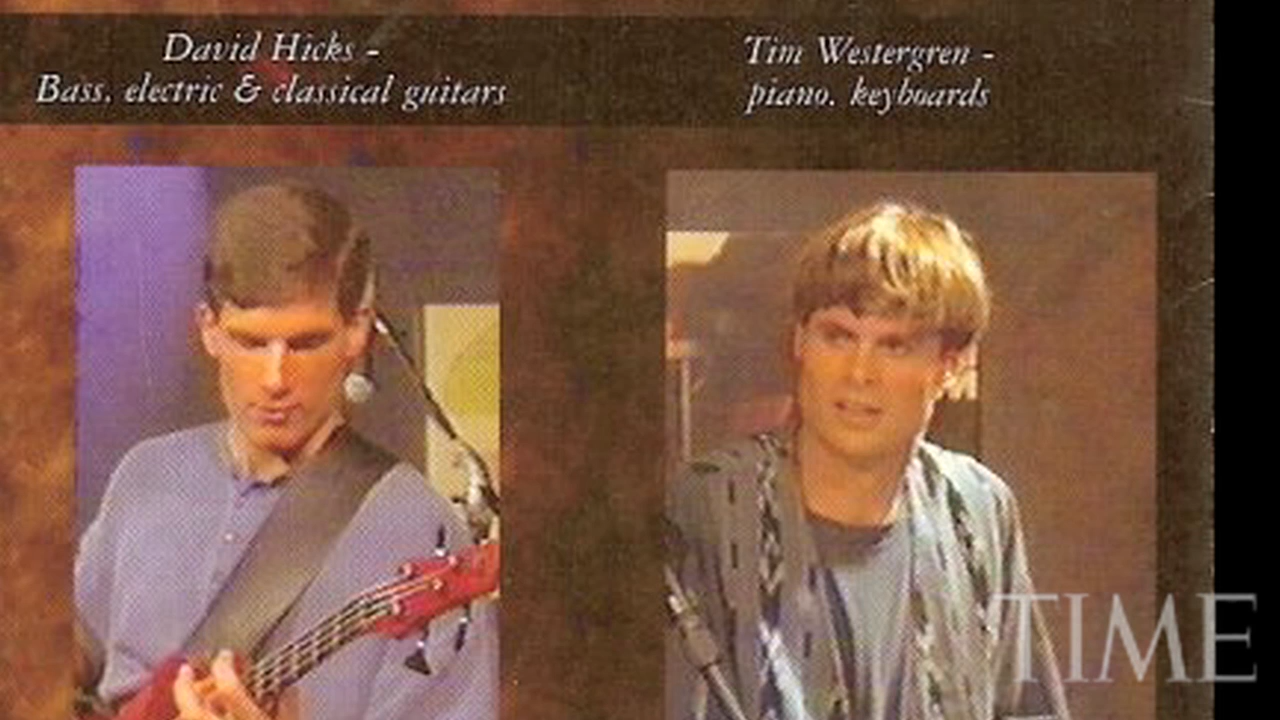 David Hicks -
Bass, electric & classical guitars
Tim Westergren -
piano, keyboards
TIME